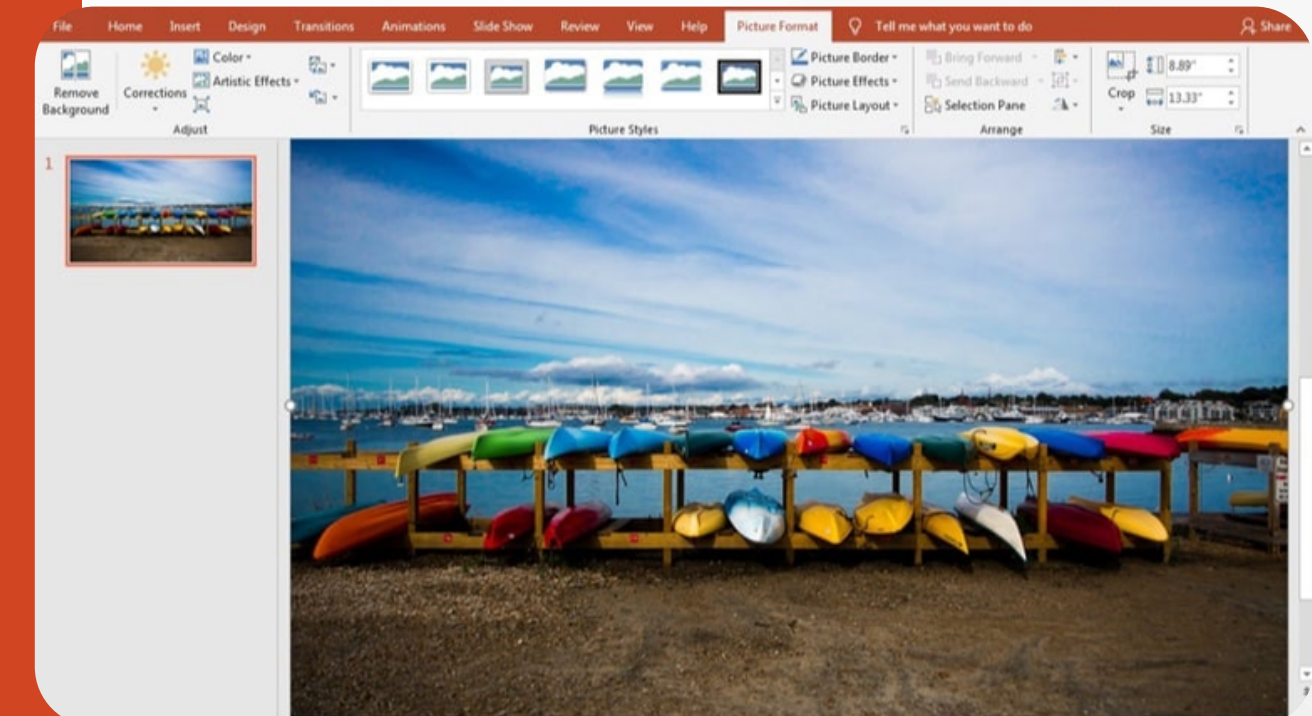 File Home Insert Design Transitions Animations Slide Show Review View Help Picture Format Tell me what you want to do Share
Remove Background
Corrections
Color
Artistic Effects
Adjust
Picture Styles
Picture Border
Picture Effects
Picture Layout
Bring Forward
Send Backward
Selection Pane
Arrange
Crop
8.89"
13.33"
Size
1